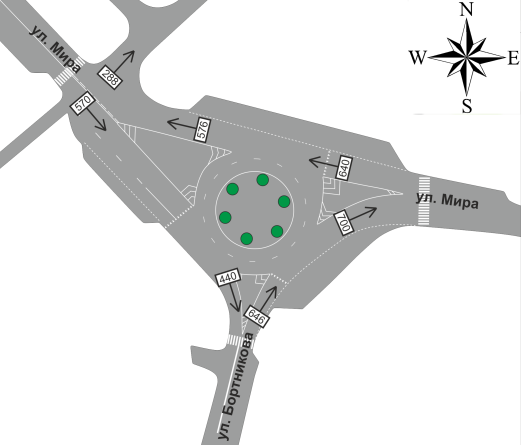 N
W E
S
ул. Мира
288
570
576
640
ул. Мира
700
440
646
ул. Бортникова